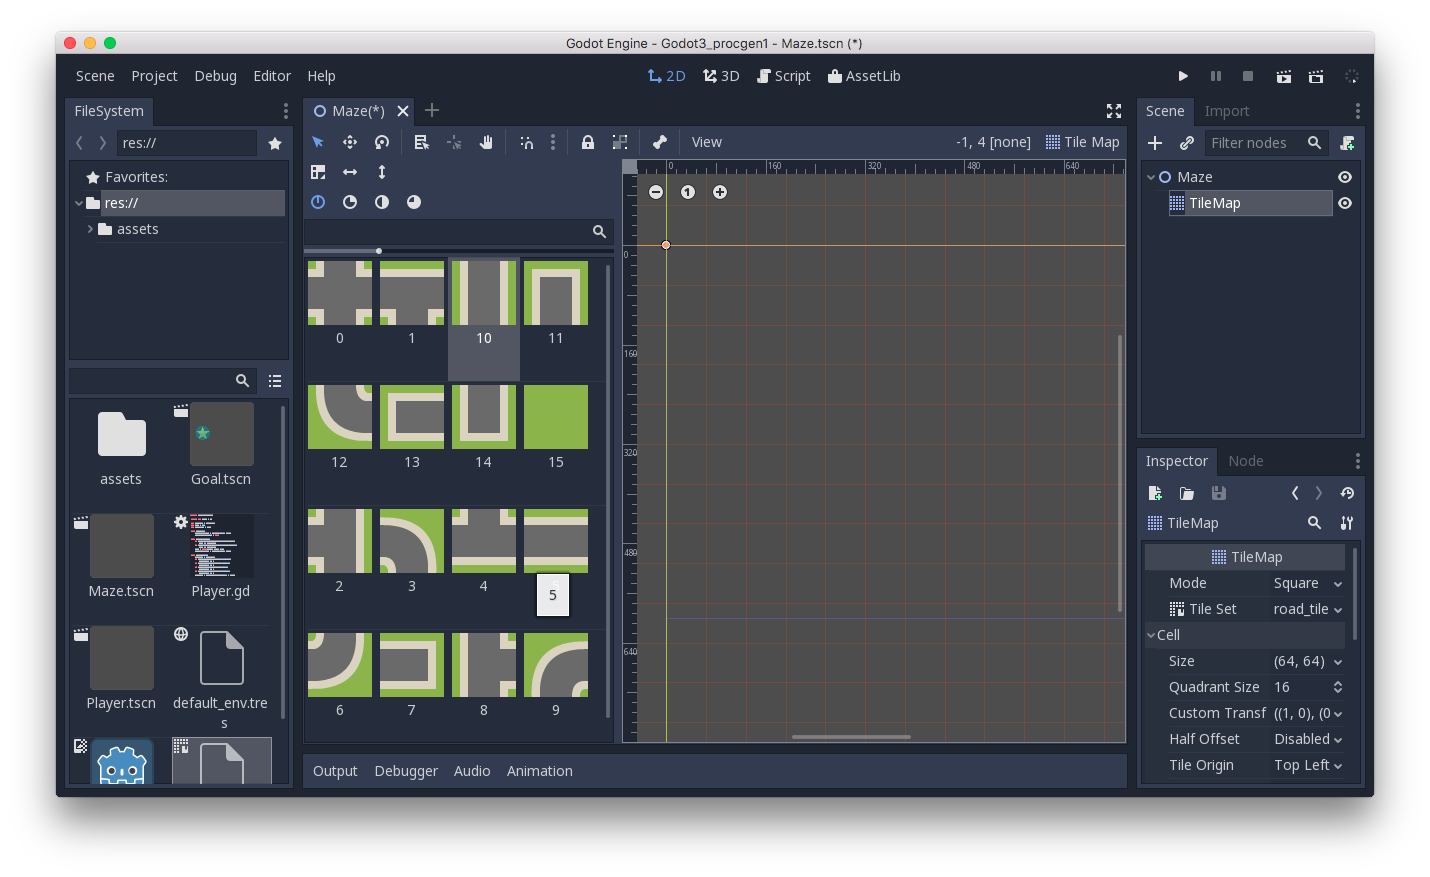 Godot Engine - Godot3_procgen1 - Maze.tscn (*)
Scene Project Debug Editor Help
2D 3D Script AssetLib
FileSystem
res://
Favorites:
res://
assets
assets
Goal.tscn
Maze.tscn
Player.gd
Player.tscn
default_env.tre
s
Maze(*)
View
-1, 4 [none]
Tile Map
0 1 10 11
12 13 14 15
2 3 4
5
6 7 8 9
0 160 320 480 640
1
0
160
320
480
640
Output Debugger Audio Animation
Scene Import
Filter nodes
Maze
TileMap
Inspector Node
TileMap
TileMap
Mode Square
Tile Set road_tile
Cell
Size (64, 64)
Quadrant Size 16
Custom Transf ((1, 0), (0
Half Offset Disabled
Tile Origin Top Left